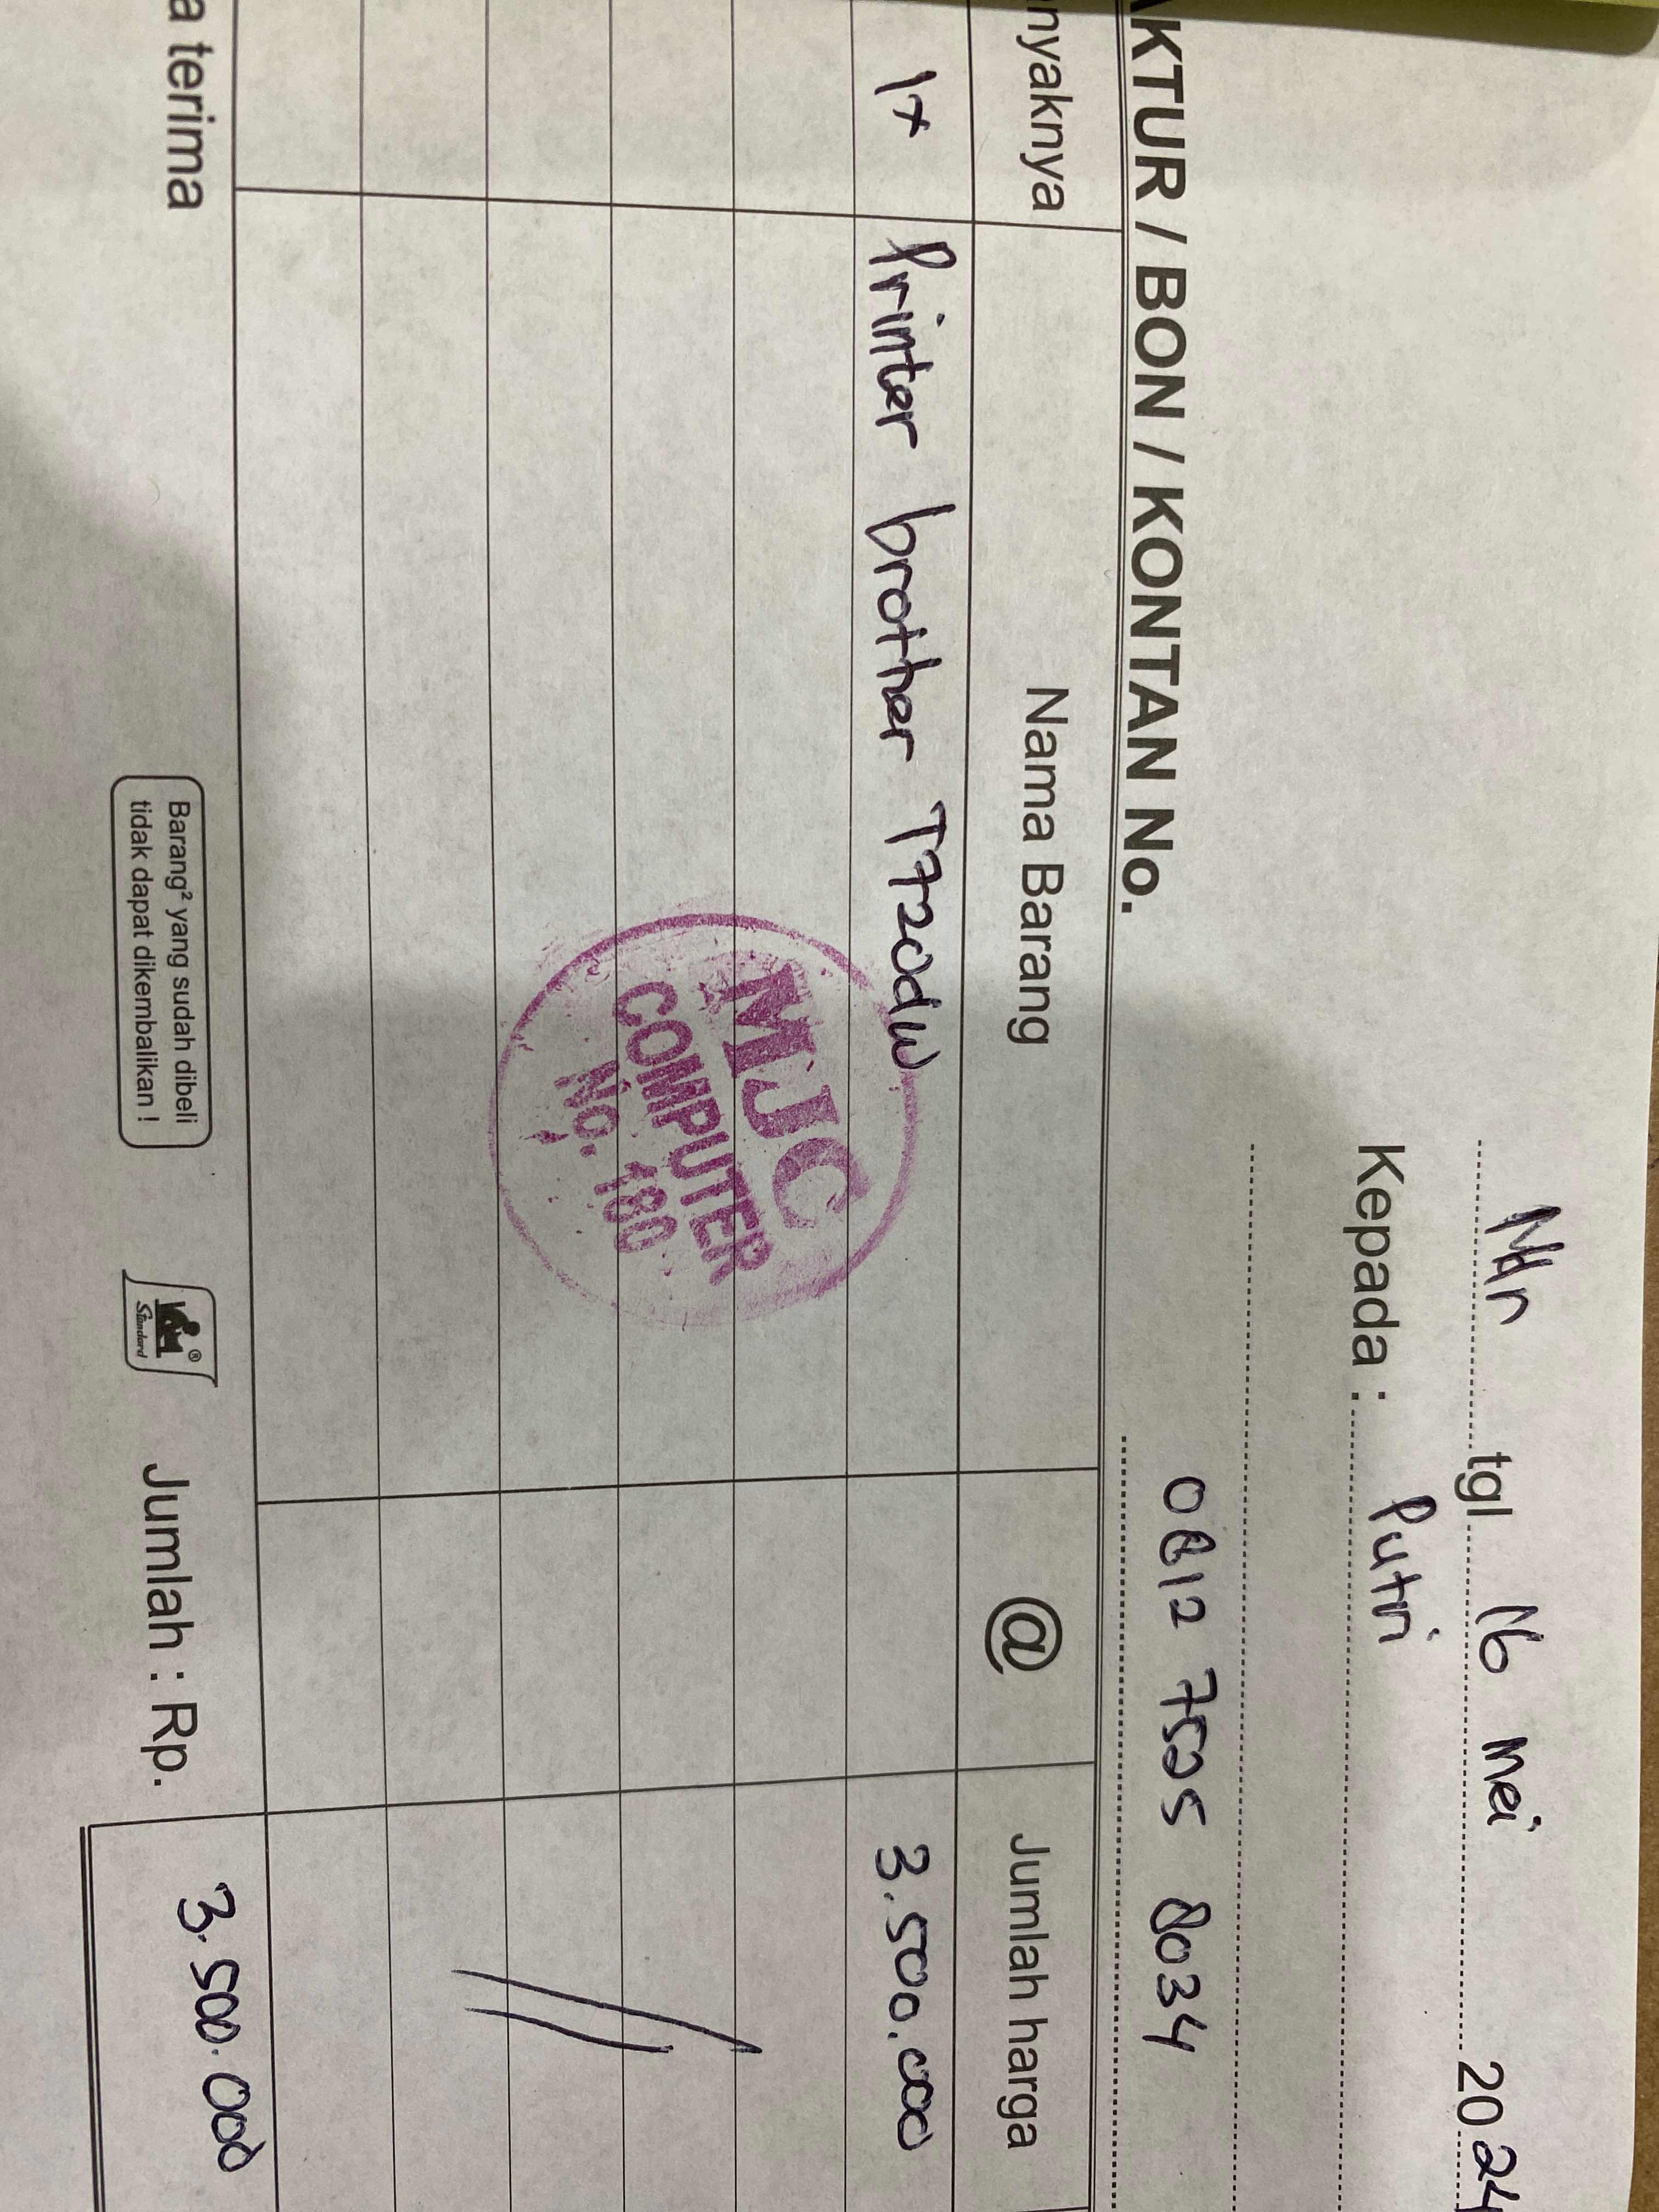 Mdn tgl 16 mei 2024
Kepada : Putri
0812 7505 8034
AKTUR / BON / KONTAN No.
nyaknya Nama Barang @ Jumlah harga
1x Printer brother T720dw 3.500.000
MJC
COMPUTER
NO. 180
a terima
Barang² yang sudah dibeli
tidak dapat dikembalikan !
® Standard
Jumlah : Rp. 3.500.000